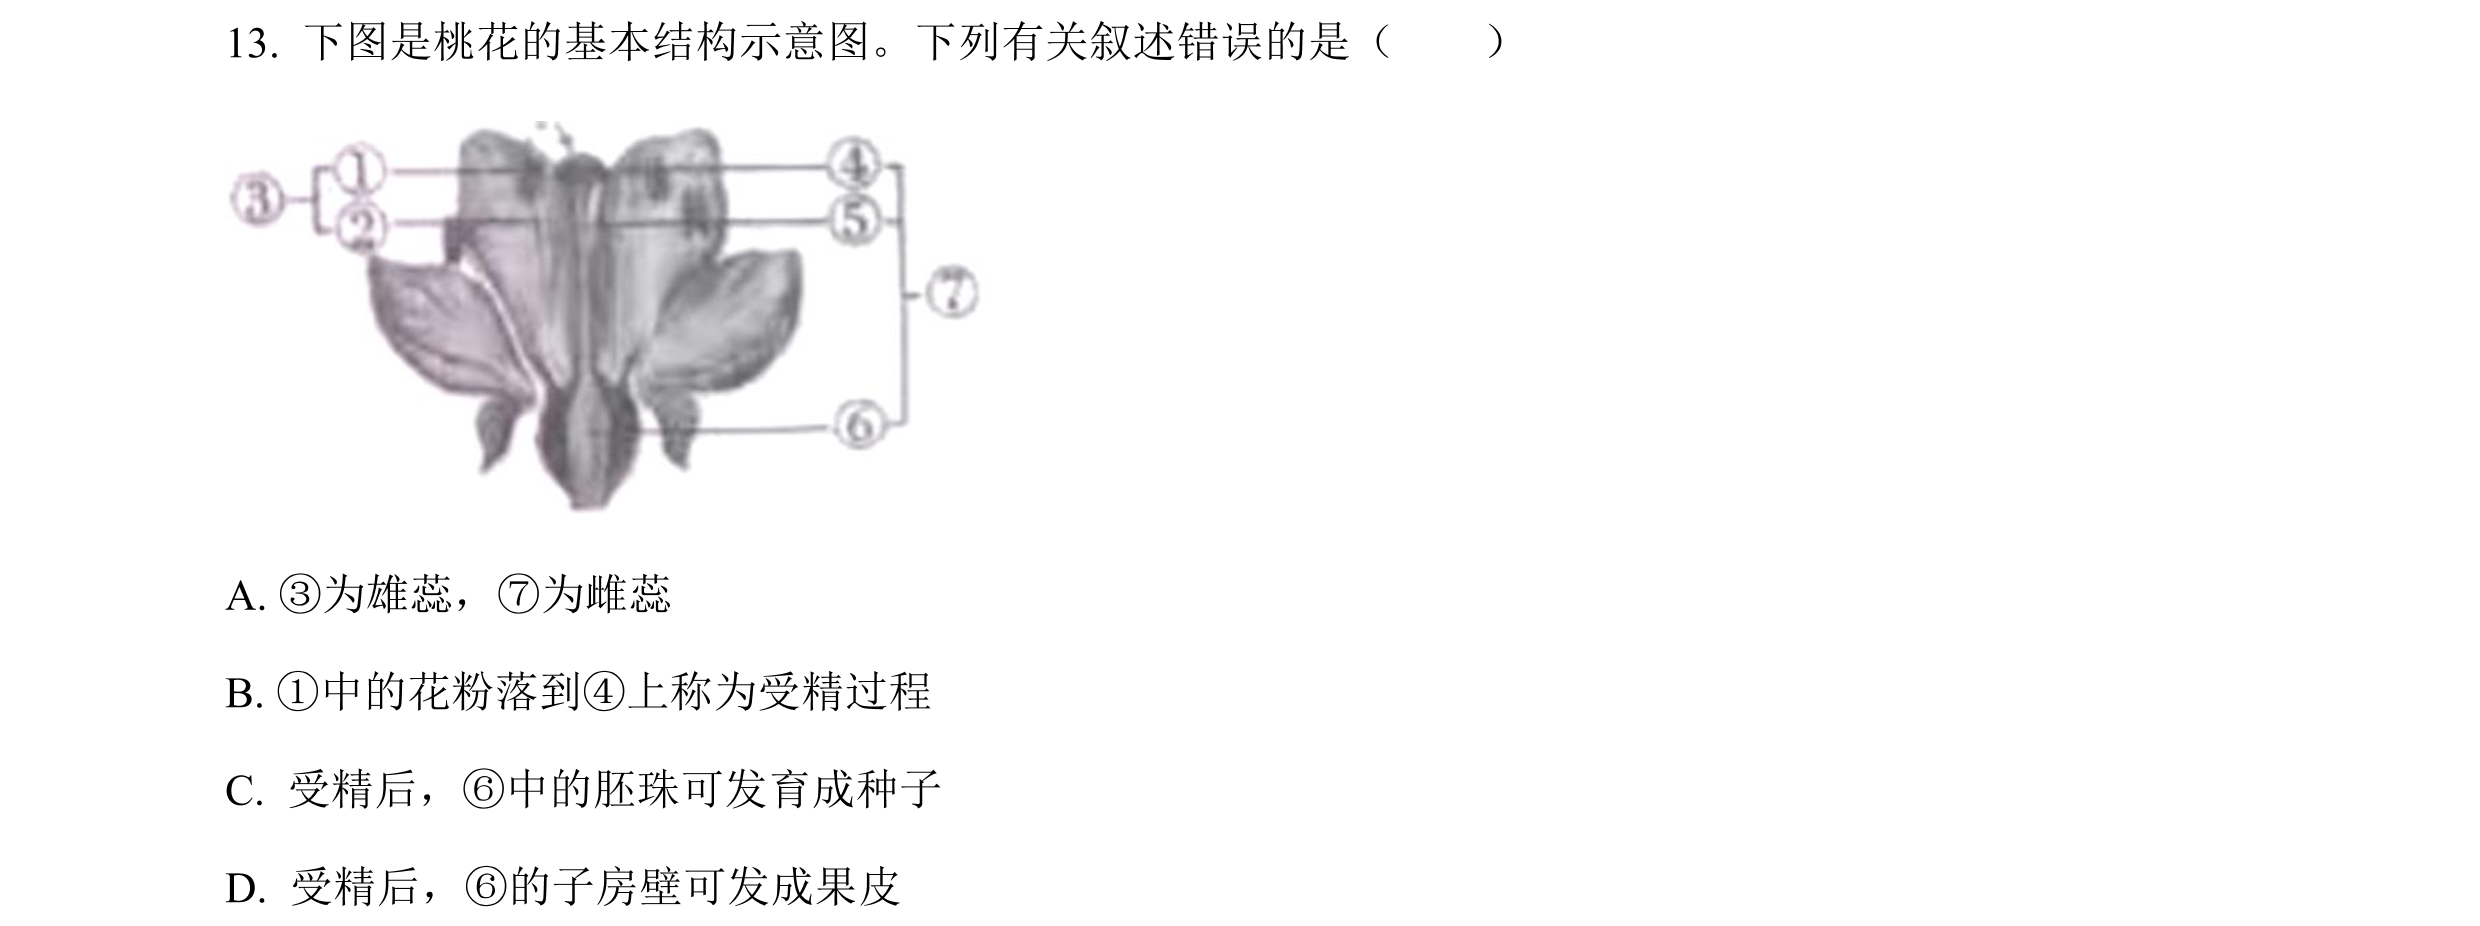 13. 下图是桃花的基本结构示意图。下列有关叙述错误的是（　　）
① ④
③ ② ⑤
⑦
⑥
A. ③为雄蕊，⑦为雌蕊
B. ①中的花粉落到④上称为受精过程
C. 受精后，⑥中的胚珠可发育成种子
D. 受精后，⑥的子房壁可发成果皮